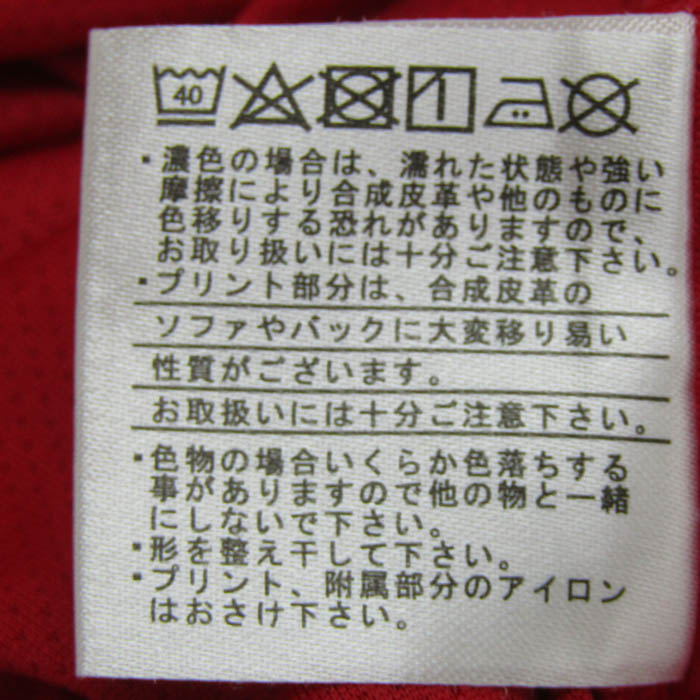 40
・濃色の場合は、濡れた状態や強い
摩擦により合成皮革や他のものに
色移りする恐れがありますので、
お取り扱いには十分ご注意下さい。
・プリント部分は、合成皮革の
ソファやバックに大変移り易い
性質がございます。
お取扱いには十分ご注意下さい。
・色物の場合いくらか色落ちする
事がありますので他の物と一緒
にしないで下さい。
・形を整え干して下さい。
・プリント、附属部分のアイロン
はおさけ下さい。